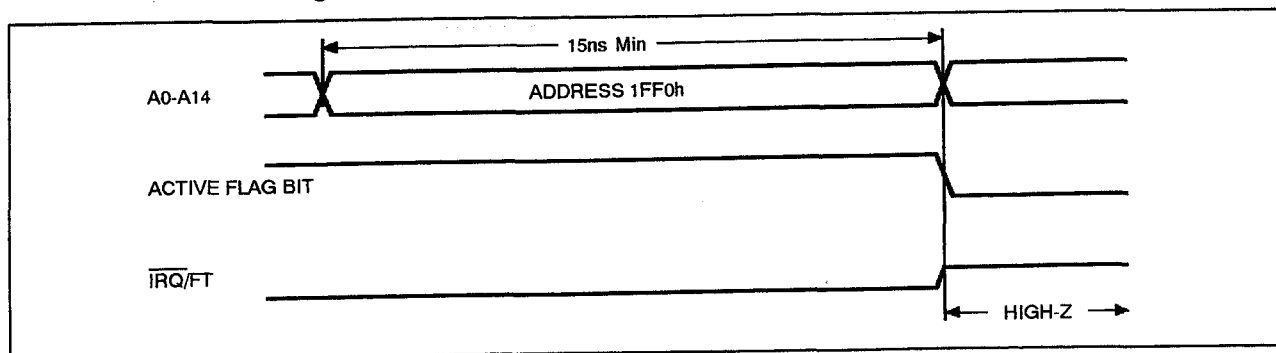 15ns Min
A0-A14
ADDRESS 1FF0h
ACTIVE FLAG BIT
IRQ/FT
HIGH-Z